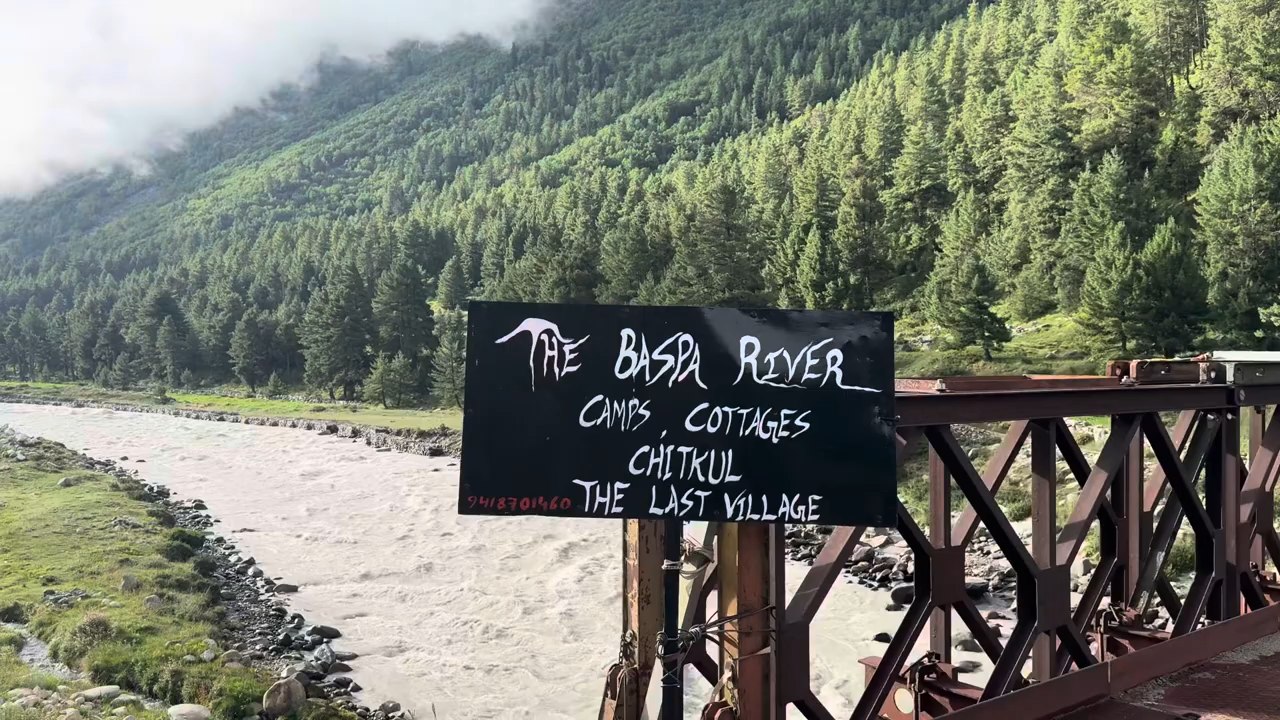 THE BASPA RIVER
CAMPS, COTTAGES
CHITKUL
THE LAST VILLAGE
9418701460